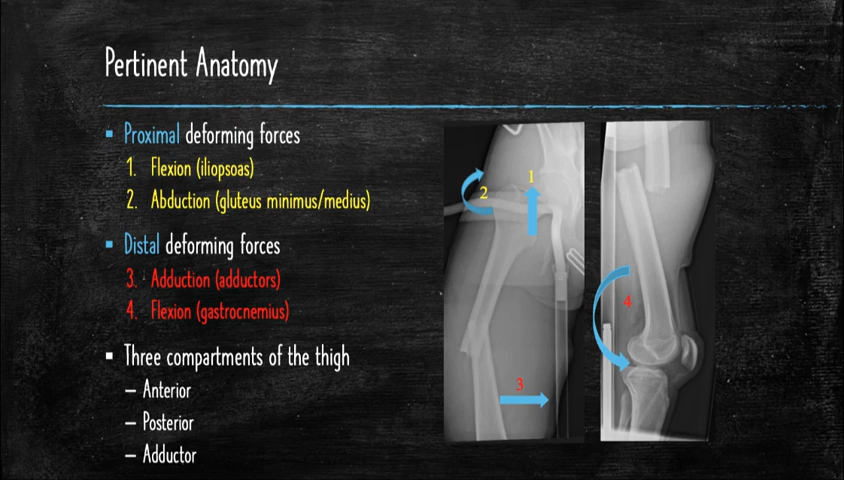 Pertinent Anatomy
▪ Proximal deforming forces
1. Flexion (iliopsoas)
2. Abduction (gluteus minimus/medius)
▪ Distal deforming forces
3. Adduction (adductors)
4. Flexion (gastrocnemius)
▪ Three compartments of the thigh
– Anterior
– Posterior
– Adductor
1
2
3
4